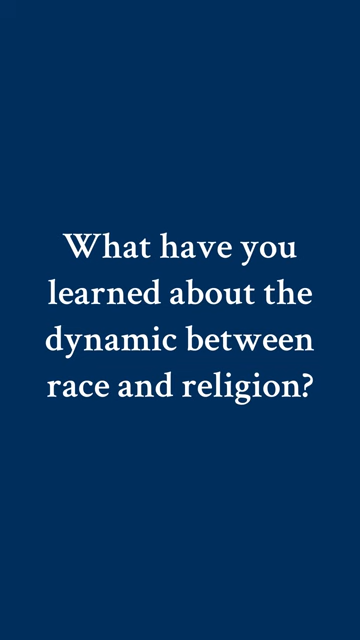 What have you
learned about the
dynamic between
race and religion?